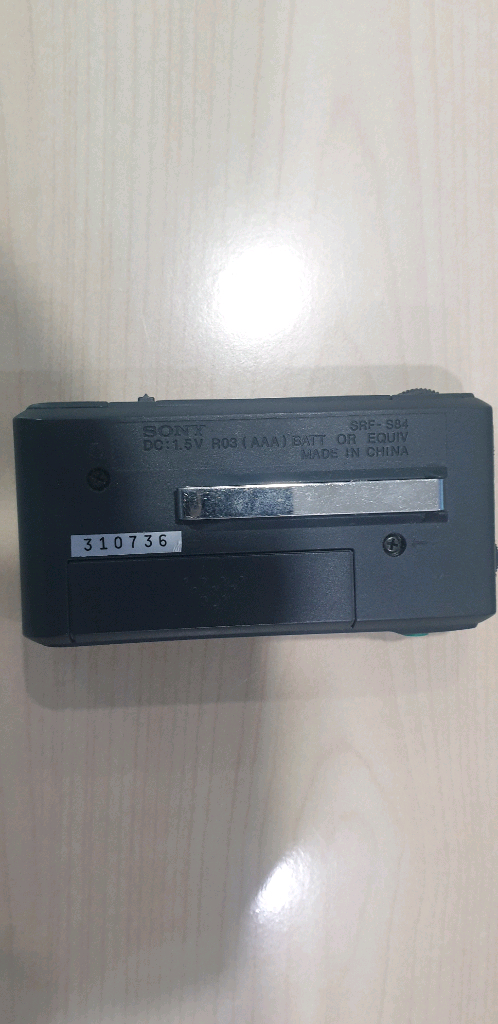 SONY
SRF-S84
DC:1.5V R03 (AAA) BATT OR EQUIV
MADE IN CHINA
310736